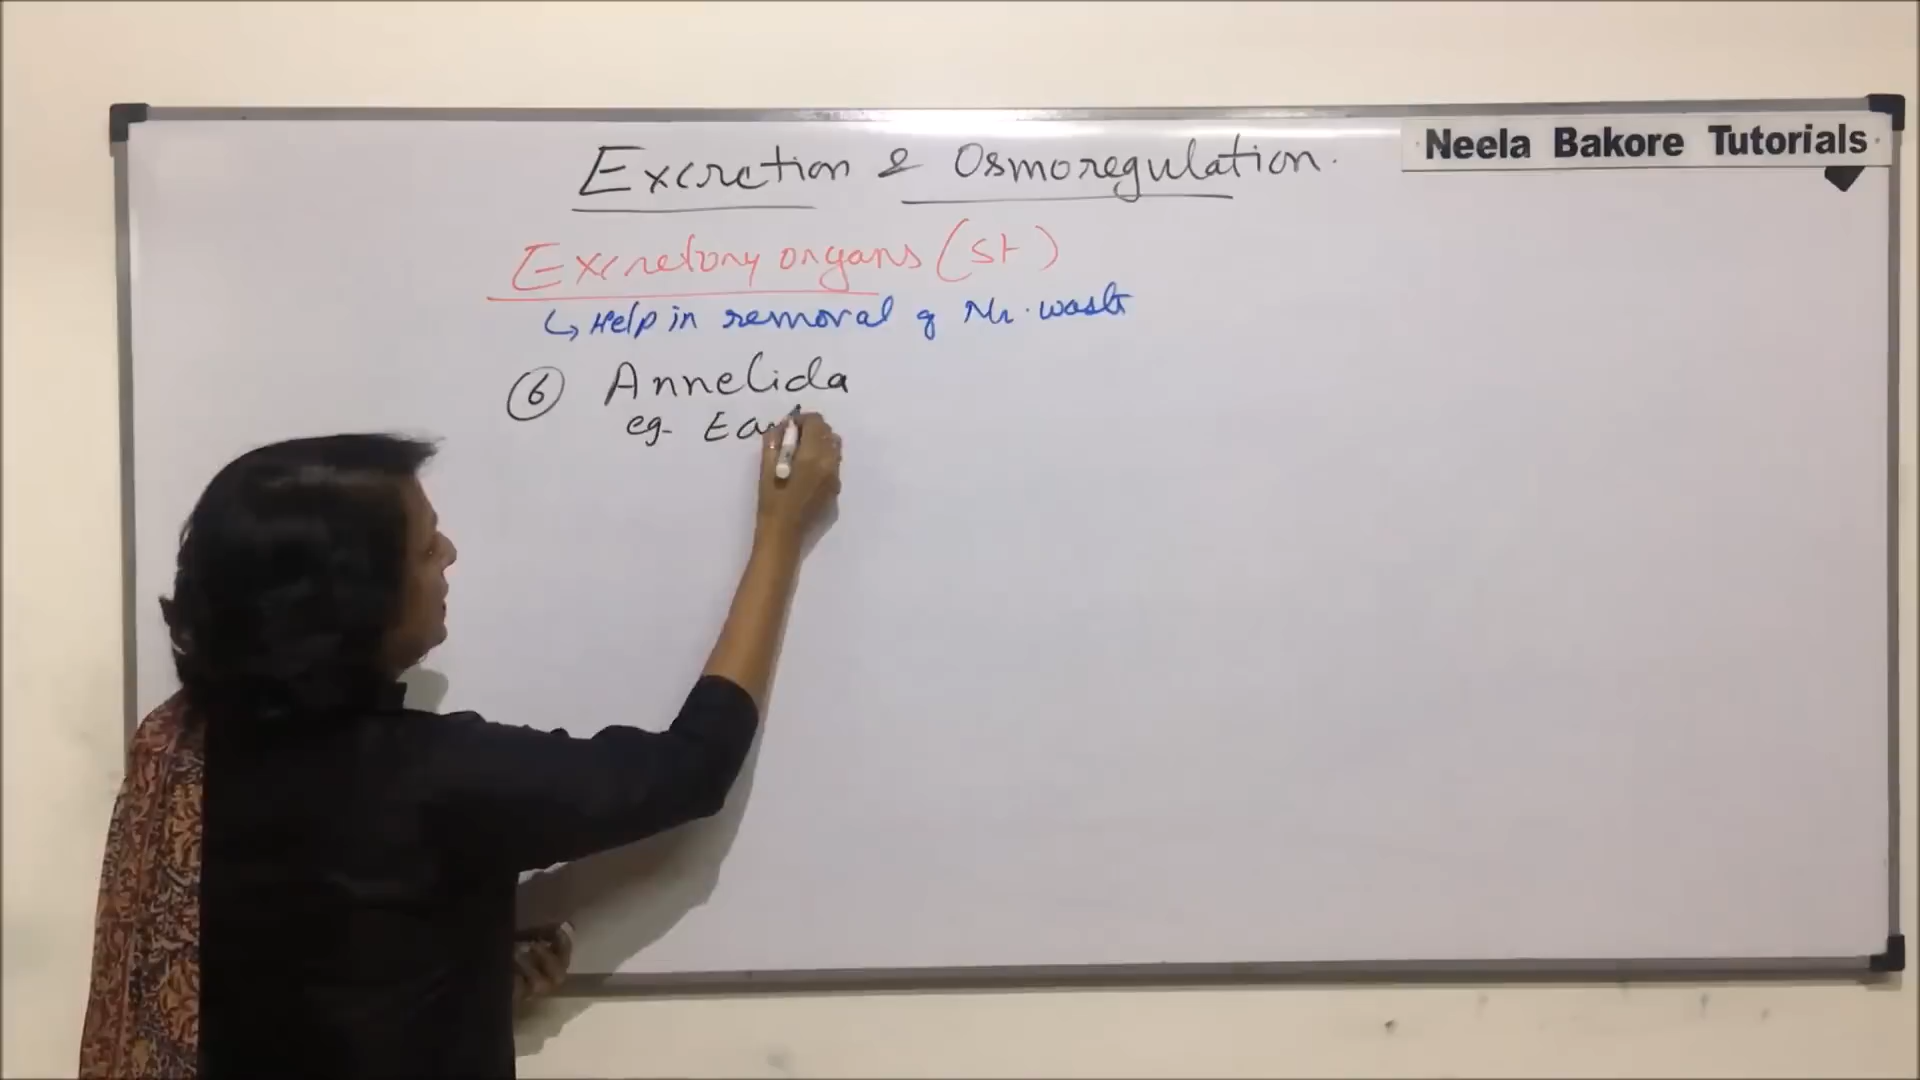 Neela Bakore Tutorials
Excretion & Osmoregulation.
Excretory organs (st)
↳ Help in removal of Nr. waste
⑥ Annelida
eg- Ear